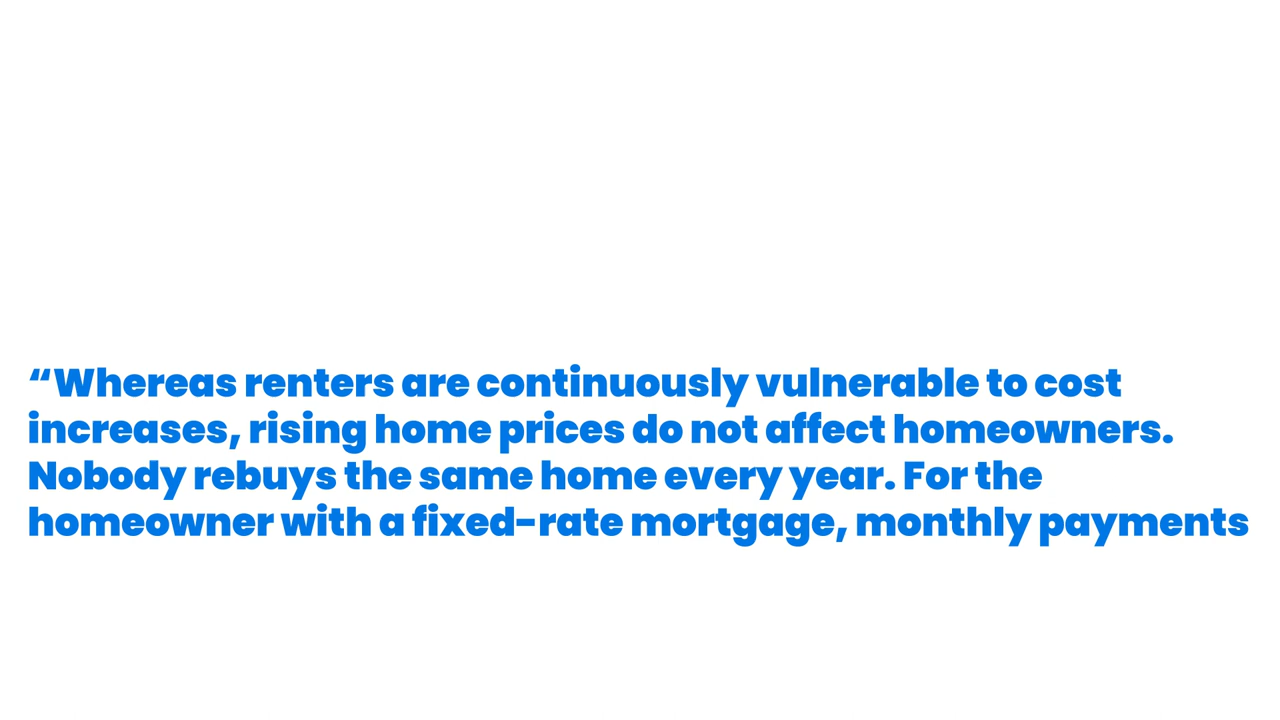 “Whereas renters are continuously vulnerable to cost
increases, rising home prices do not affect homeowners.
Nobody rebuys the same home every year. For the
homeowner with a fixed-rate mortgage, monthly payments